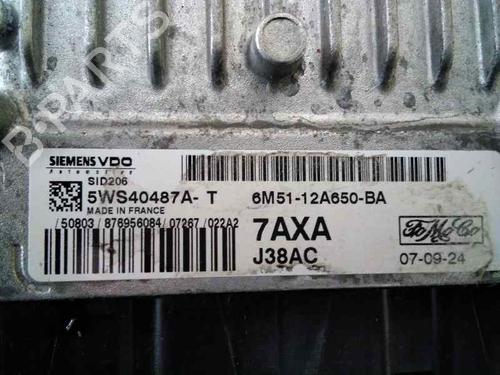 B-PARTS
SIEMENS VDO
Automotive
SID206
5WS40487A-T 6M51-12A650-BA
MADE IN FRANCE
/50803/876956084/07267/022A2
7AXA
J38AC
FoMoCo
07-09-24